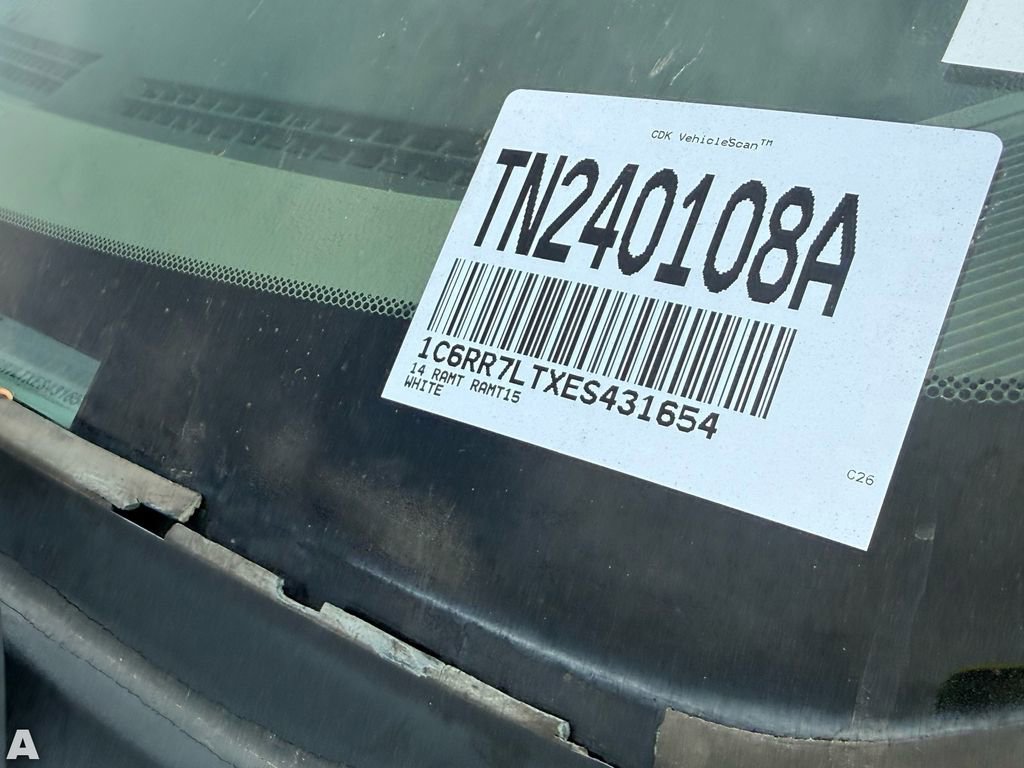 CDK VehicleScan™
TN240108A
1C6RR7LTXES431654
14 RAMT RAMT15
WHITE
C26
A